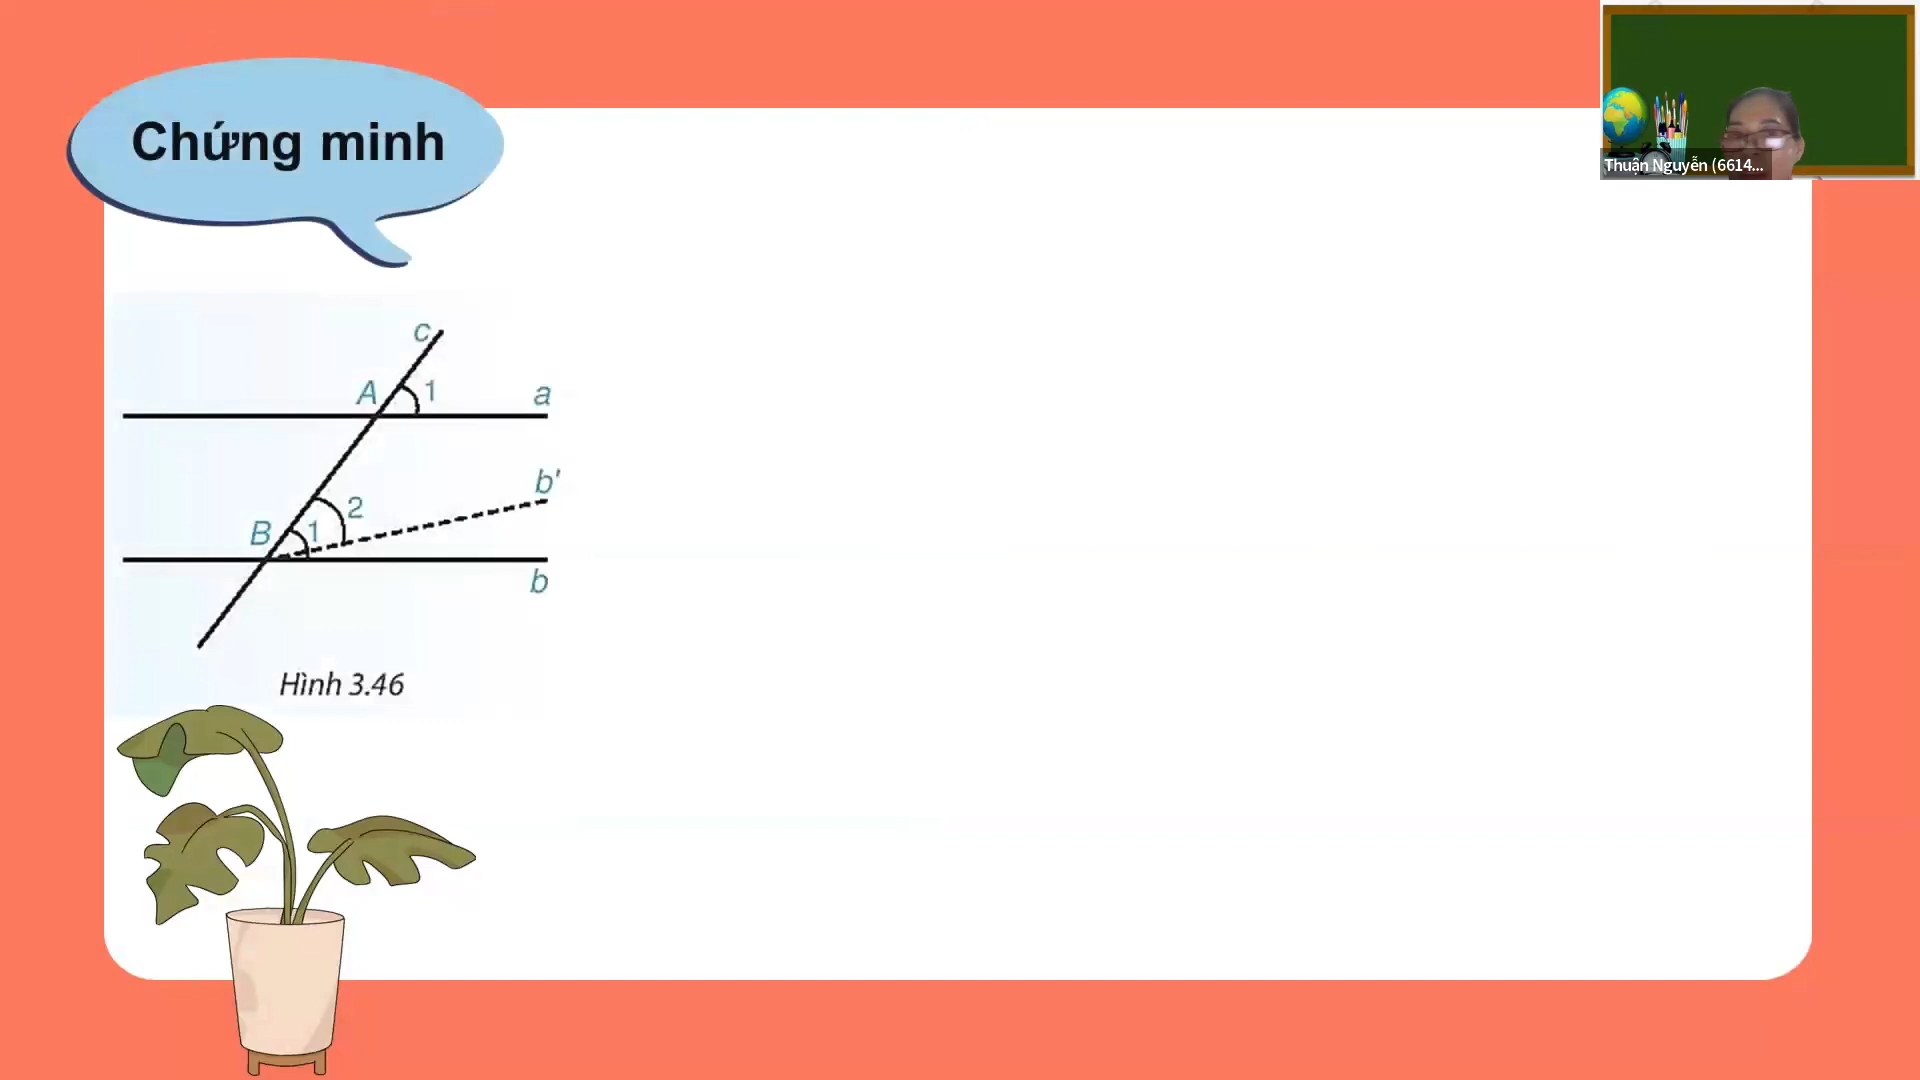 Chứng minh
Thuận Nguyễn (6614...
c
A 1 a
b'
2
B 1
b
Hình 3.46